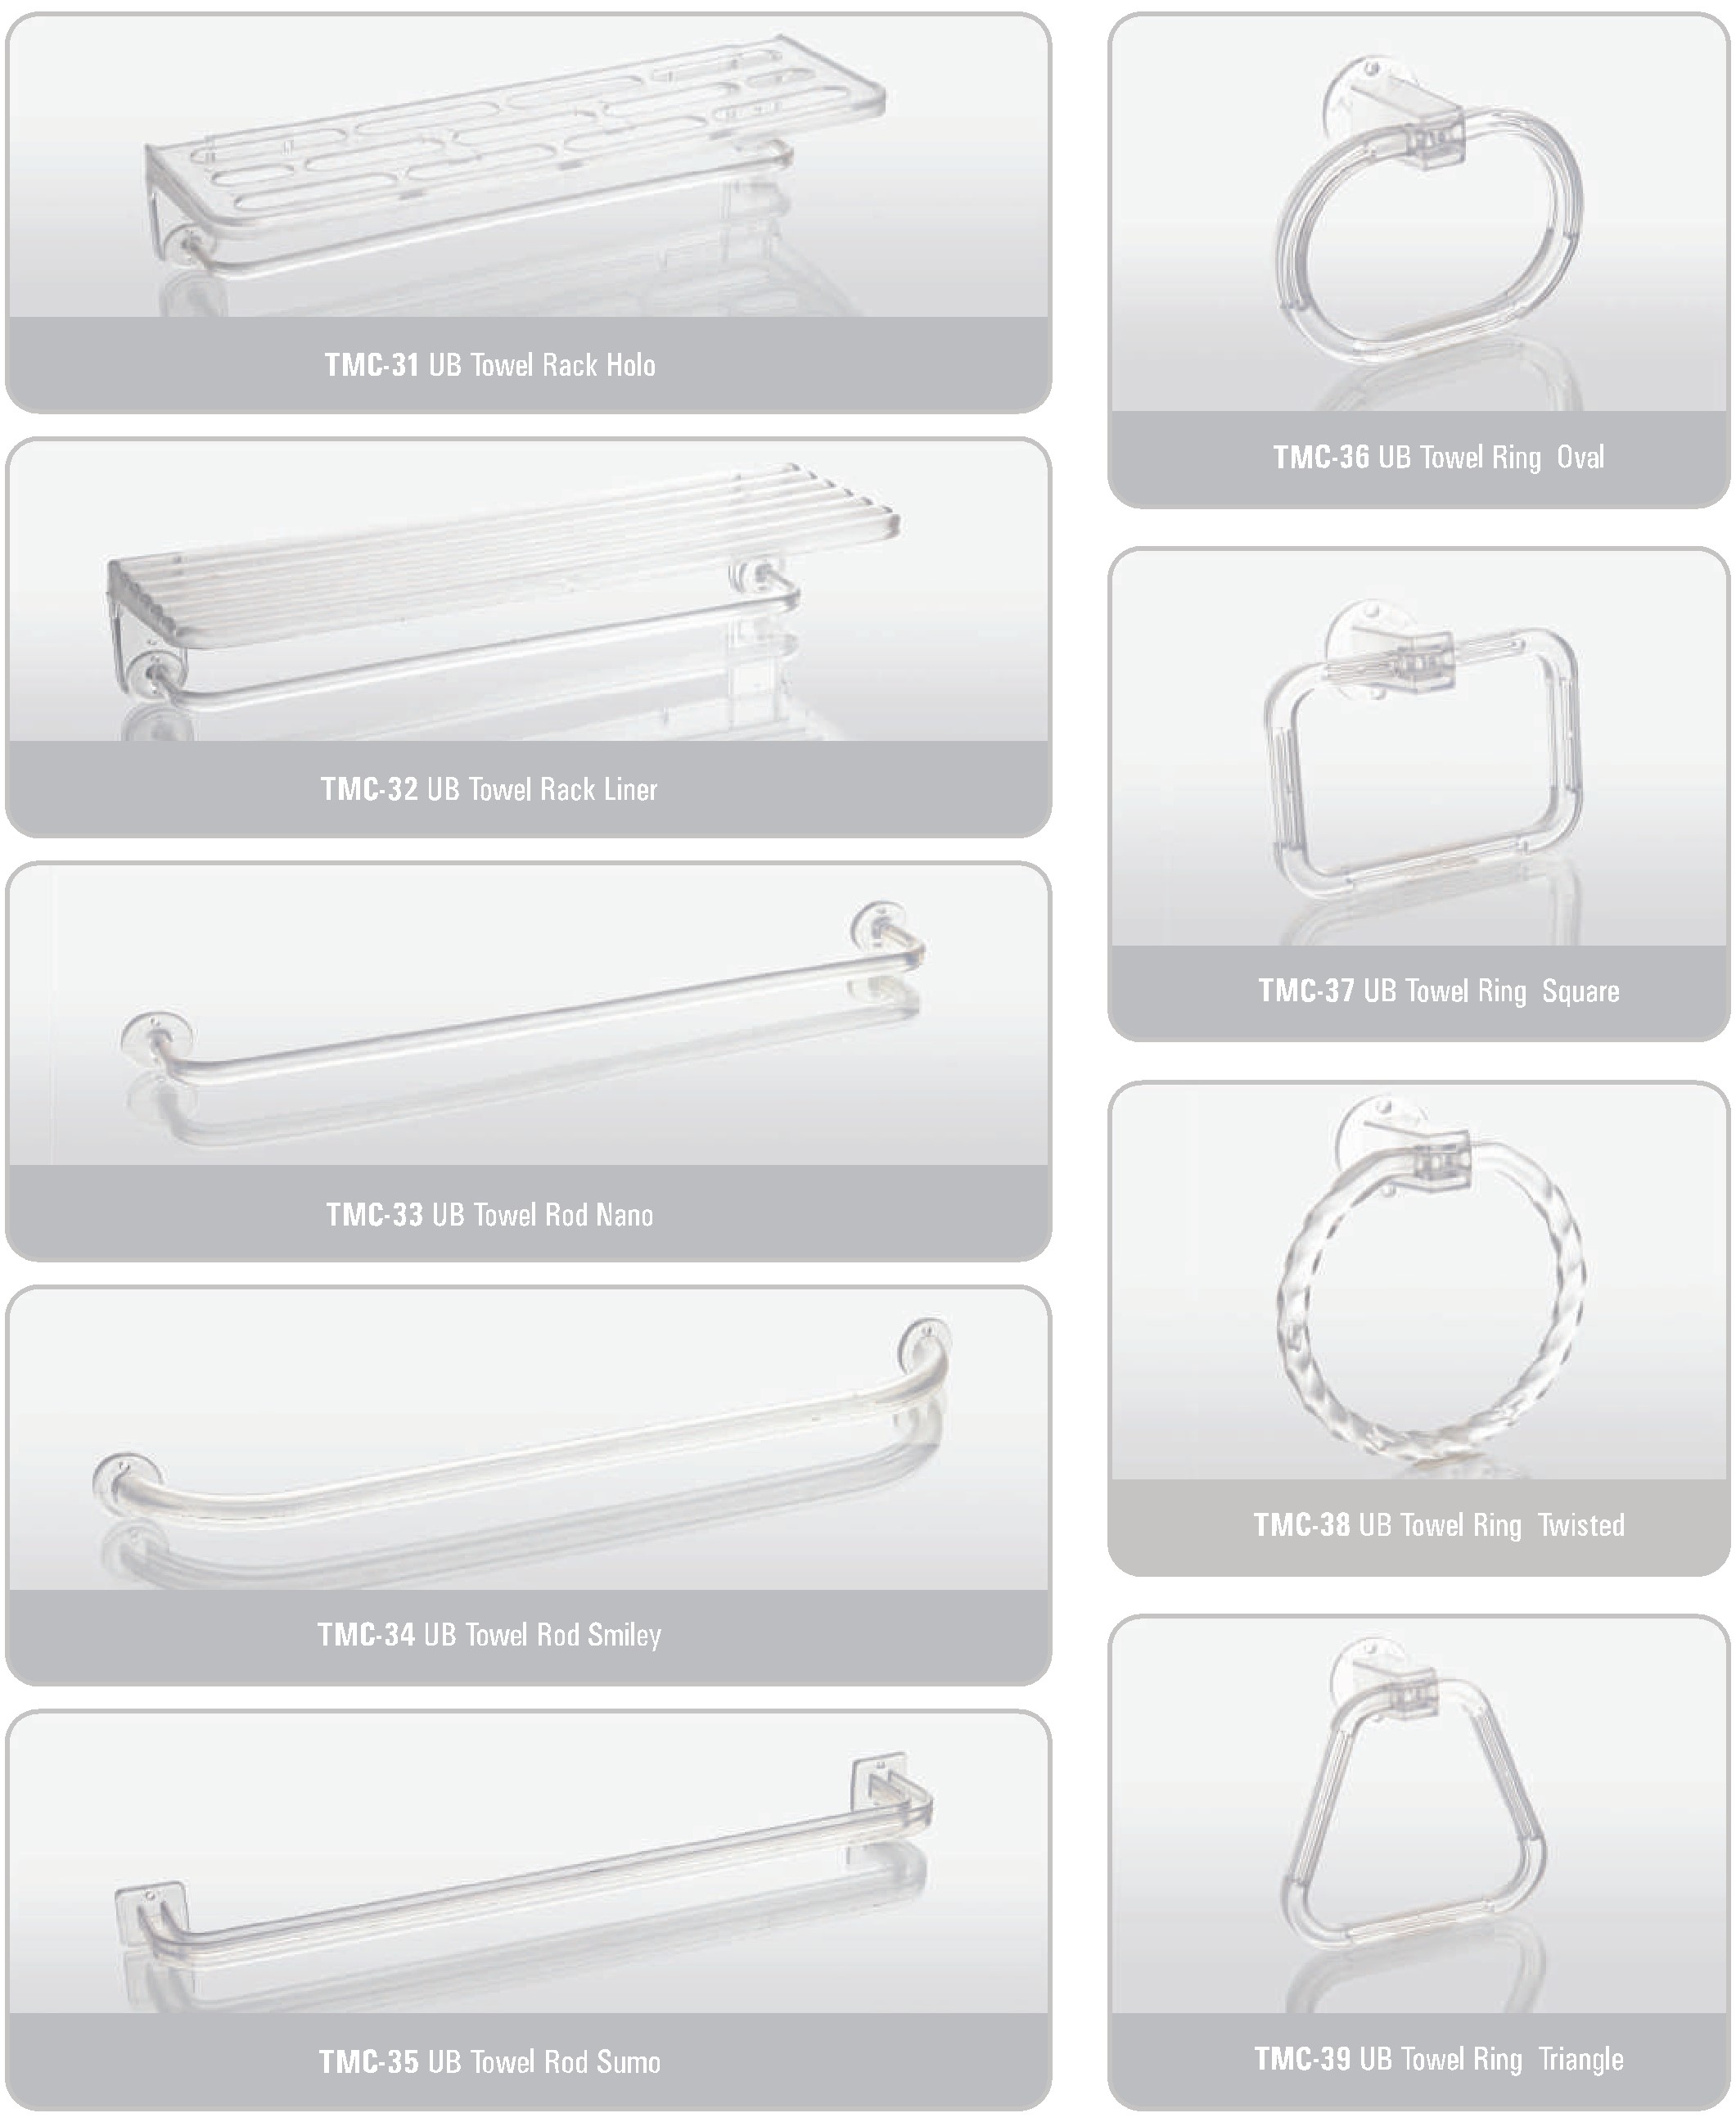 TMC-31 UB Towel Rack Holo
TMC-32 UB Towel Rack Liner
TMC-33 UB Towel Rod Nano
TMC-34 UB Towel Rod Smiley
TMC-35 UB Towel Rod Sumo
TMC-36 UB Towel Ring Oval
TMC-37 UB Towel Ring Square
TMC-38 UB Towel Ring Twisted
TMC-39 UB Towel Ring Triangle